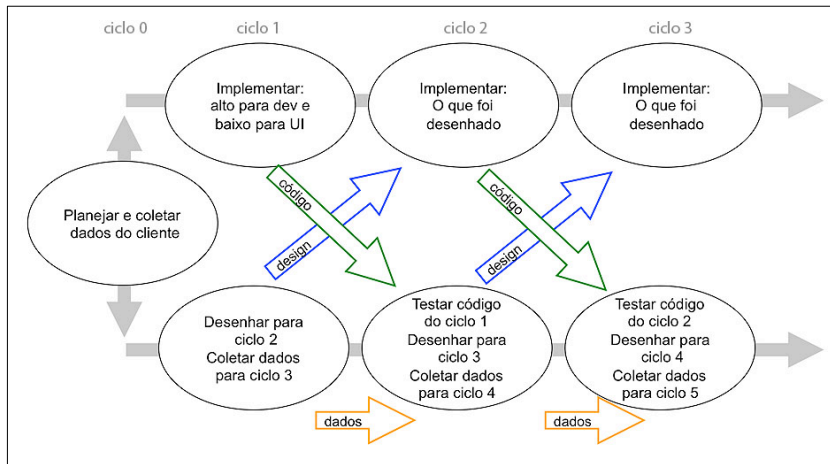 ciclo 0
ciclo 1
ciclo 2
ciclo 3
Implementar:
alto para dev e
baixo para UI
Implementar:
O que foi
desenhado
Implementar:
O que foi
desenhado
Planejar e coletar
dados do cliente
código
design
código
design
Desenhar para
ciclo 2
Coletar dados
para ciclo 3
Testar código
do ciclo 1
Desenhar para
ciclo 3
Coletar dados
para ciclo 4
Testar código
do ciclo 2
Desenhar para
ciclo 4
Coletar dados
para ciclo 5
dados
dados